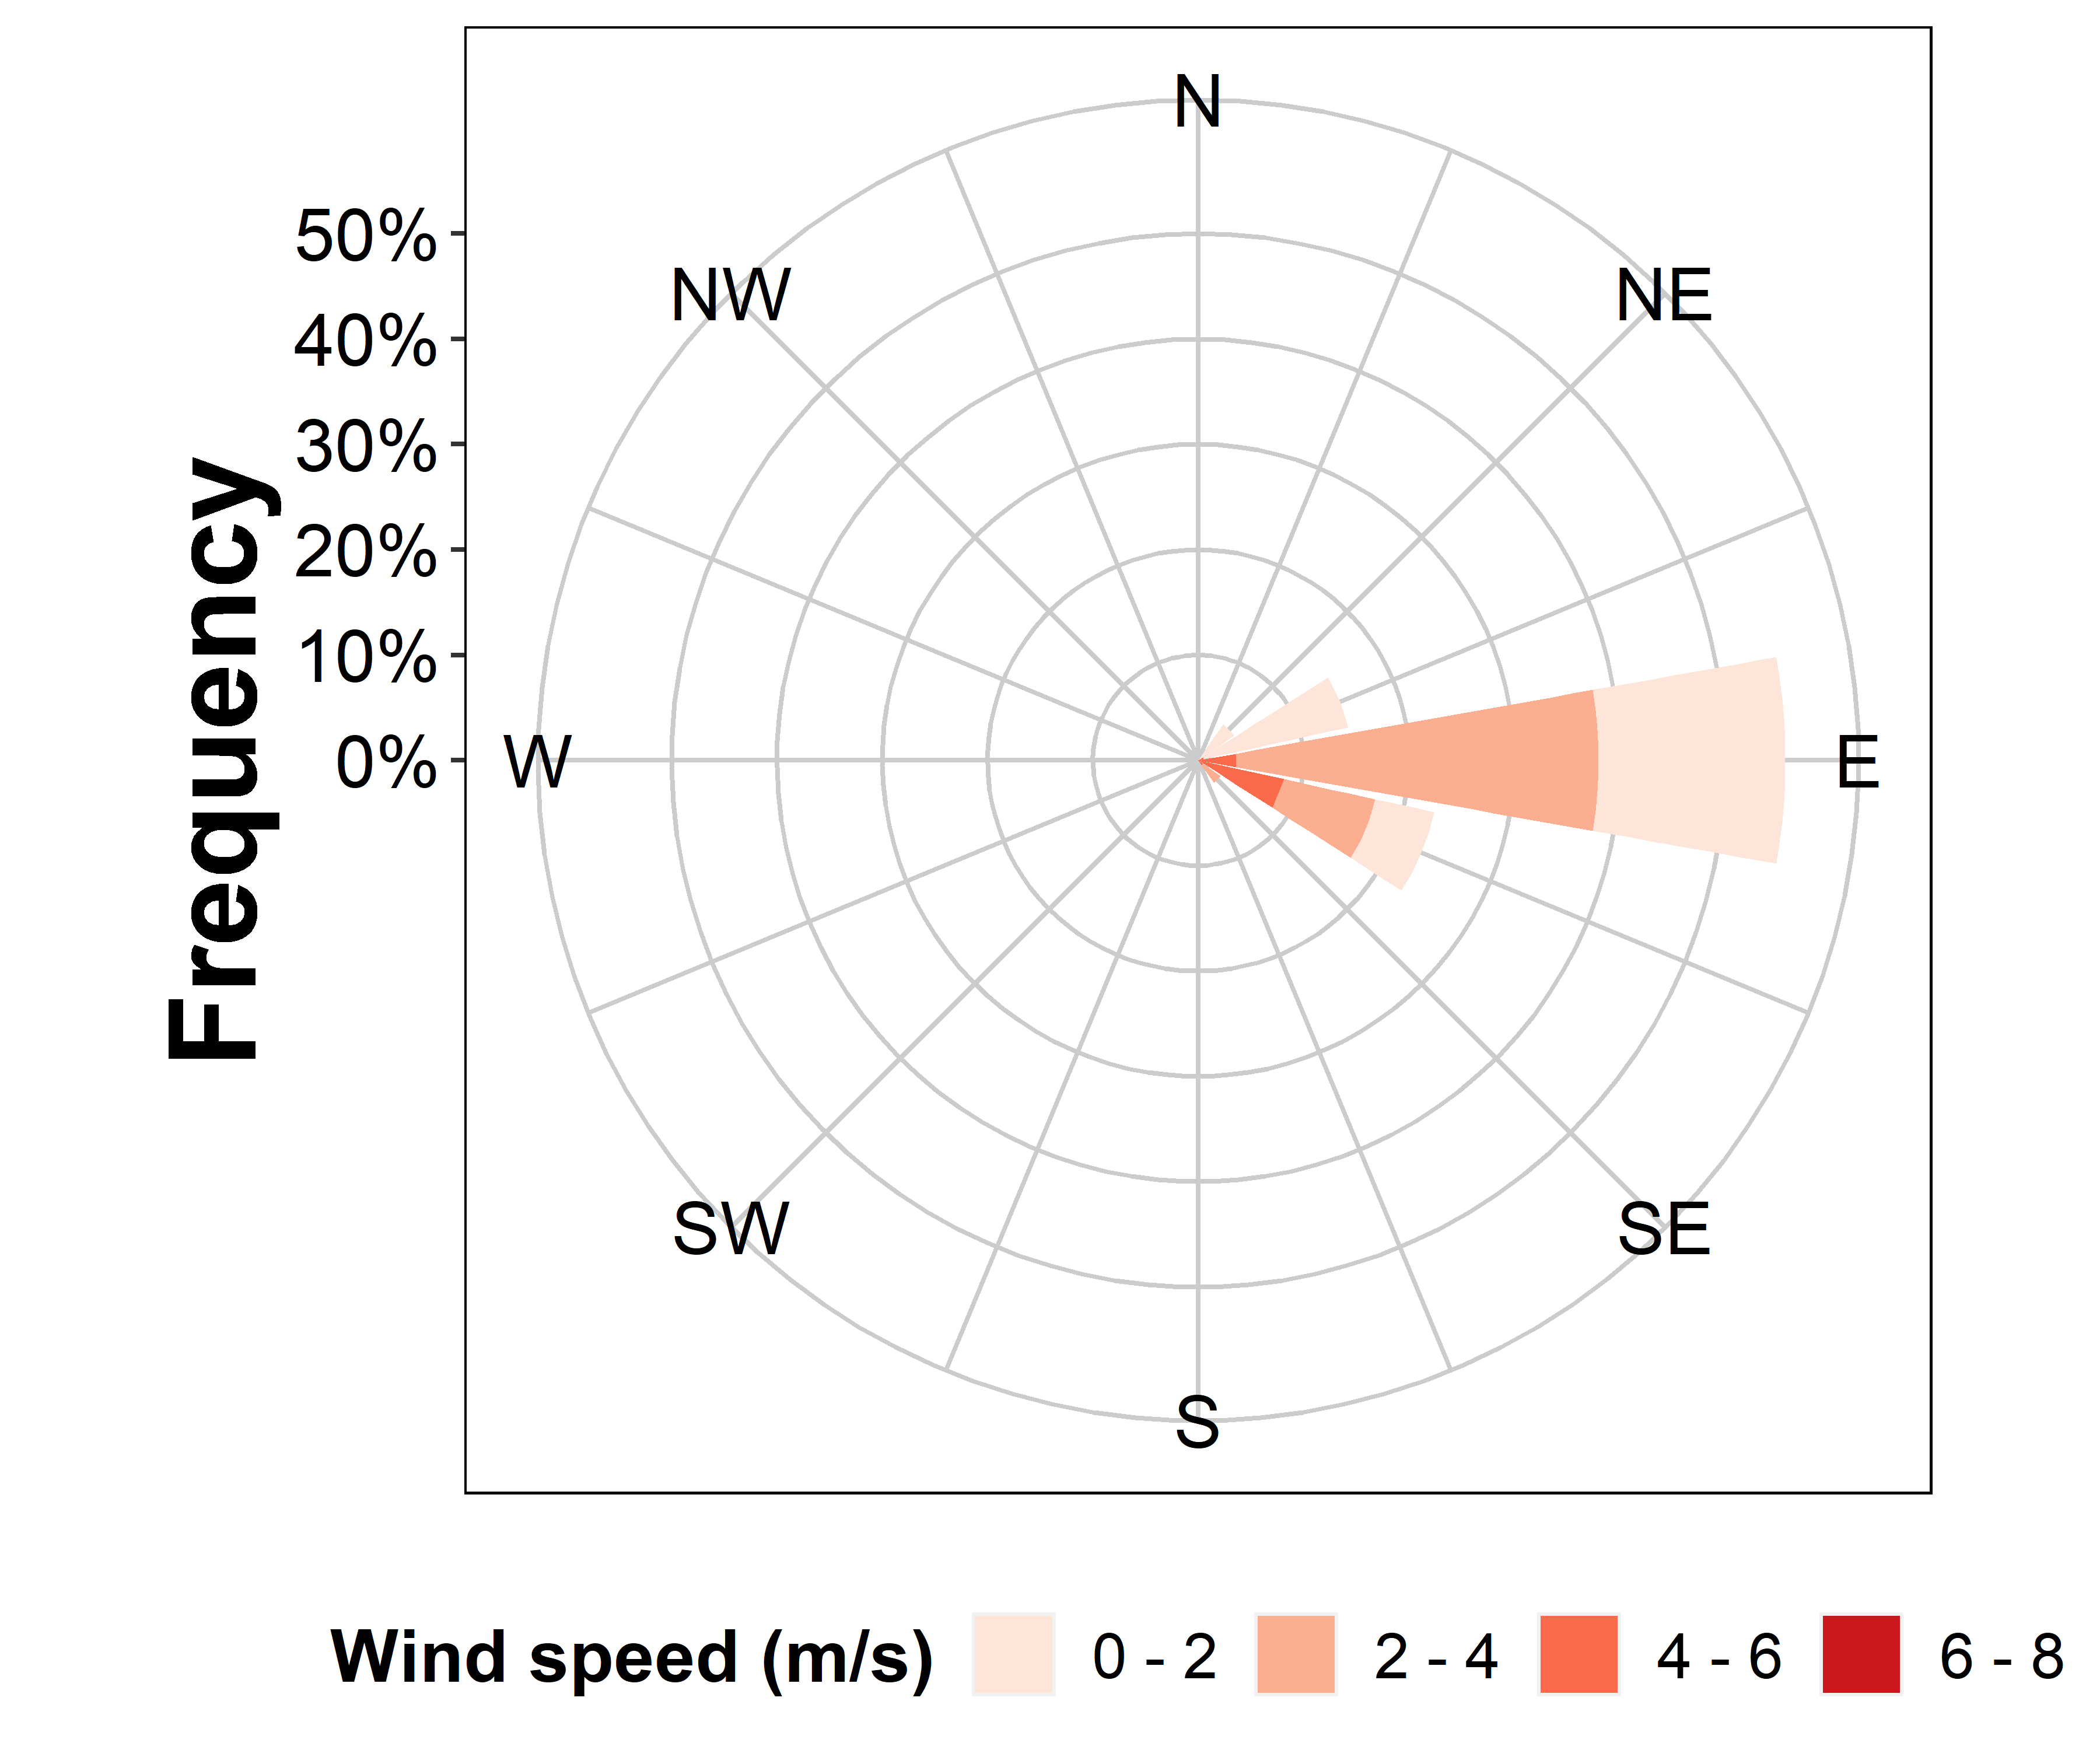 N
50%
NW
NE
40%
30%
20%
10%
0%
W
E
Frequency
SW
SE
S
Wind speed (m/s) 0 - 2 2 - 4 4 - 6 6 - 8